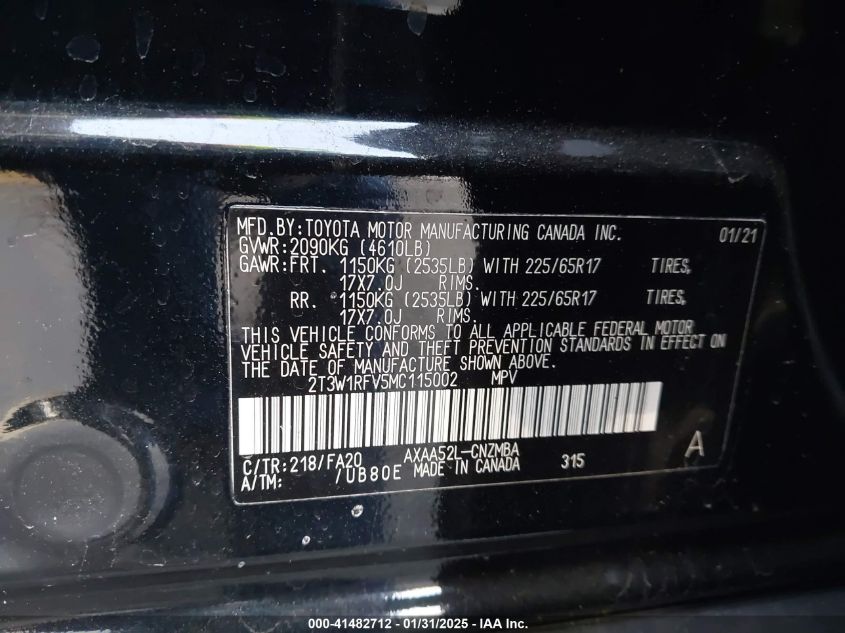 MFD.BY:TOYOTA MOTOR MANUFACTURING CANADA INC. 01/21
GVWR:2090KG (4610LB)
GAWR:FRT. 1150KG (2535LB) WITH 225/65R17 TIRES,
17X7.0J RIMS.
RR. 1150KG (2535LB) WITH 225/65R17 TIRES,
17X7.0J RIMS.
THIS VEHICLE CONFORMS TO ALL APPLICABLE FEDERAL MOTOR
VEHICLE SAFETY AND THEFT PREVENTION STANDARDS IN EFFECT ON
THE DATE OF MANUFACTURE SHOWN ABOVE.
2T3W1RFV5MC115002 MPV
C/TR:218/FA20 AXAA52L-CNZMBA 315 A
A/TM: /UB80E MADE IN CANADA
000-41482712 - 01/31/2025 - IAA Inc.